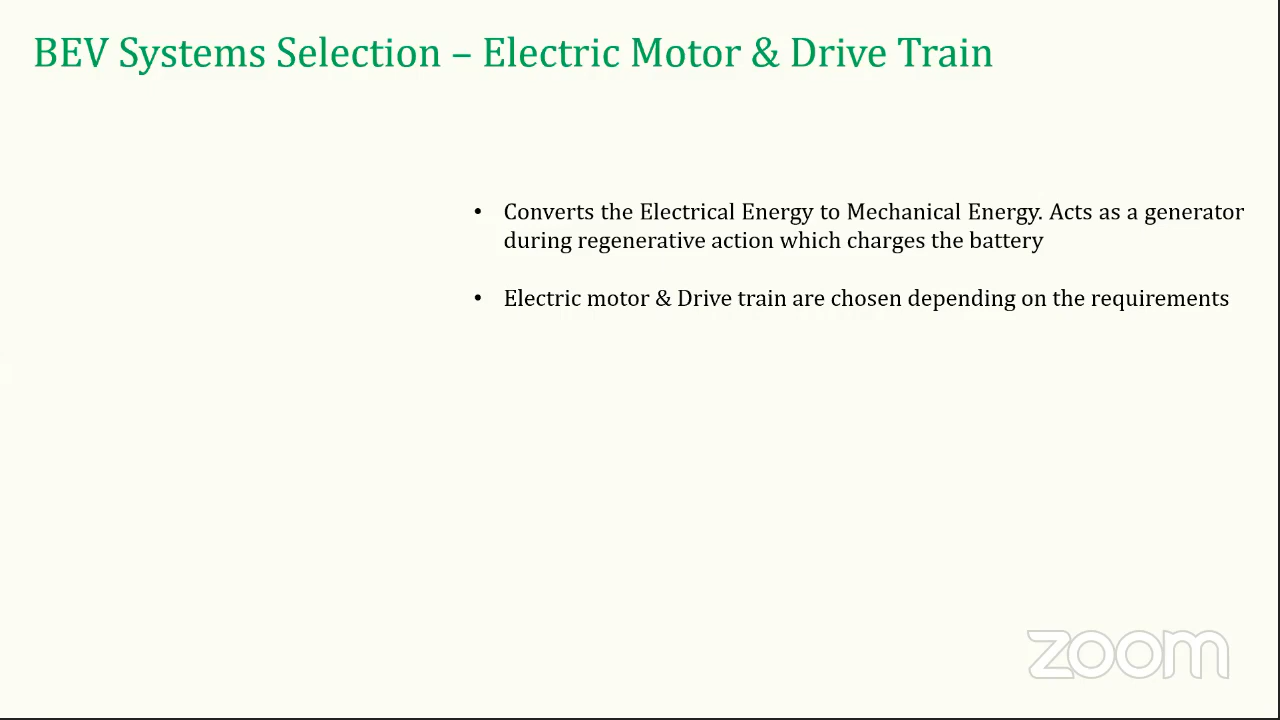 BEV Systems Selection – Electric Motor & Drive Train
• Converts the Electrical Energy to Mechanical Energy. Acts as a generator
during regenerative action which charges the battery
• Electric motor & Drive train are chosen depending on the requirements
zoom